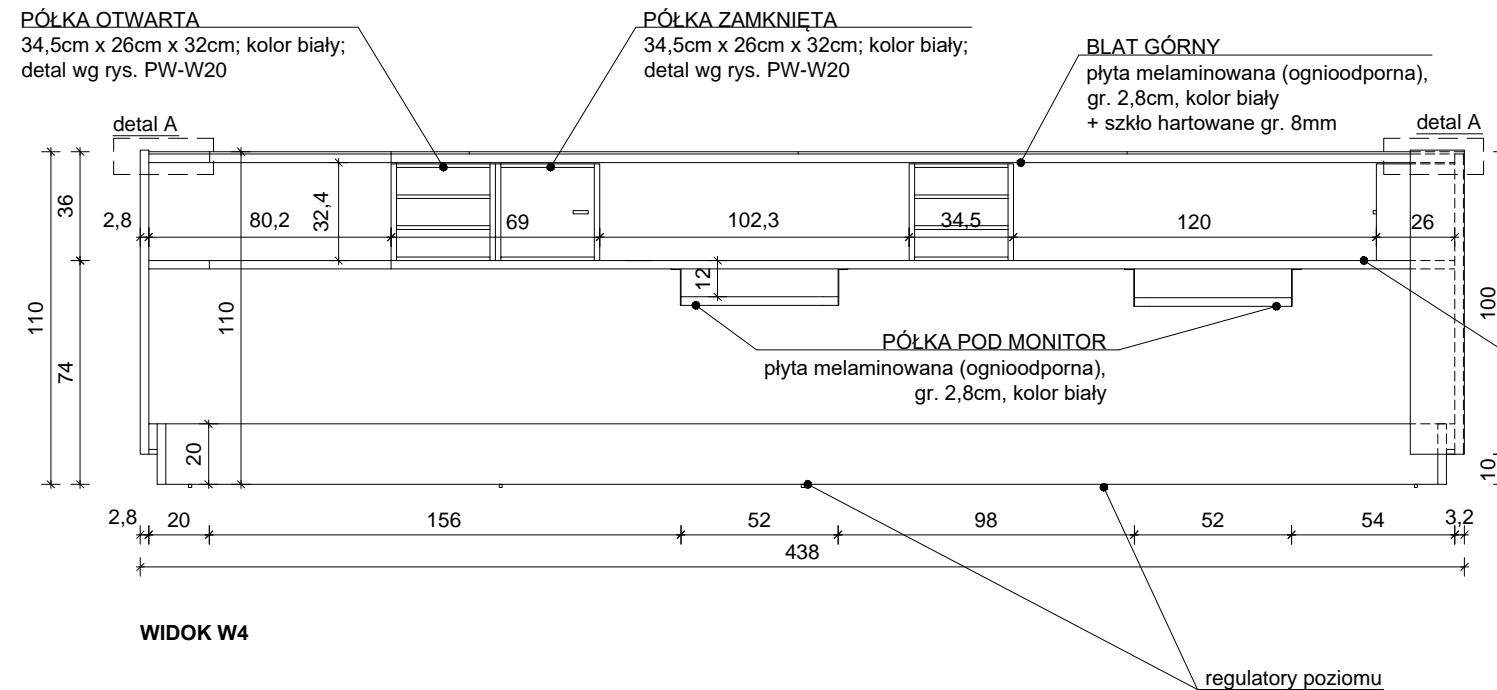 PÓŁKA OTWARTA
34,5cm x 26cm x 32cm; kolor biały;
detal wg rys. PW-W20
PÓŁKA ZAMKNIĘTA
34,5cm x 26cm x 32cm; kolor biały;
detal wg rys. PW-W20
BLAT GÓRNY
płyta melaminowana (ognioodporna),
gr. 2,8cm, kolor biały
+ szkło hartowane gr. 8mm
detal A
detal A
36
2,8
80,2
32,4
69
102,3
34,5
120
26
12
110
74
110
100
PÓŁKA POD MONITOR
płyta melaminowana (ognioodporna),
gr. 2,8cm, kolor biały
20
10
2,8
20
156
52
98
52
54
3,2
438
WIDOK W4
regulatory poziomu